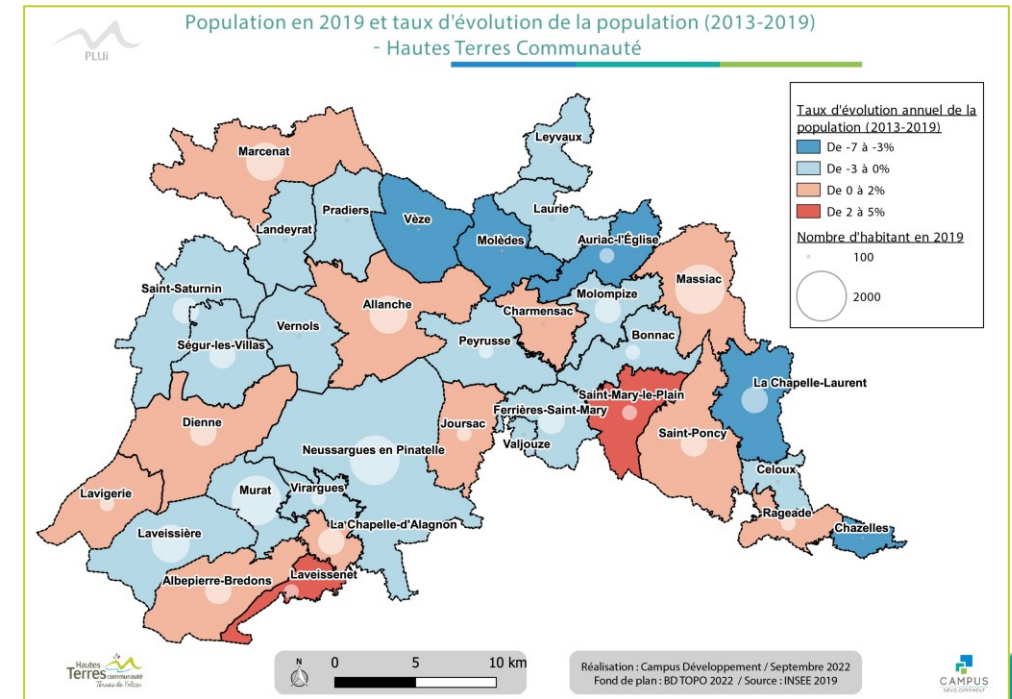 Population en 2019 et taux d'évolution de la population (2013-2019)
- Hautes Terres Communauté
PLUi
Taux d'évolution annuel de la
population (2013-2019)
De -7 à -3%
De -3 à 0%
De 0 à 2%
De 2 à 5%
Nombre d'habitant en 2019
100
2000
Leyvaux
Marcenat
Pradiers
Vèze
Laurie
Landeyrat
Molèdes
Auriac-l'Église
Massiac
Saint-Saturnin
Allanche
Molompize
Charmensac
Vernols
Ségur-les-Villas
Peyrusse
Bonnac
La Chapelle-Laurent
Saint-Mary-le-Plain
Ferrières-Saint-Mary
Dienne
Joursac
Saint-Poncy
Valjouze
Neussargues en Pinatelle
Celoux
Lavigerie
Murat
Virargues
Rageade
La Chapelle-d'Alagnon
Chazelles
Laveissière
Laveissenet
Albepierre-Bredons
Hautes
Terres communauté
Terres de l'élan
N
0 5 10 km
Réalisation : Campus Développement / Septembre 2022
Fond de plan : BD TOPO 2022 / Source : INSEE 2019
CAMPUS
DÉVELOPPEMENT